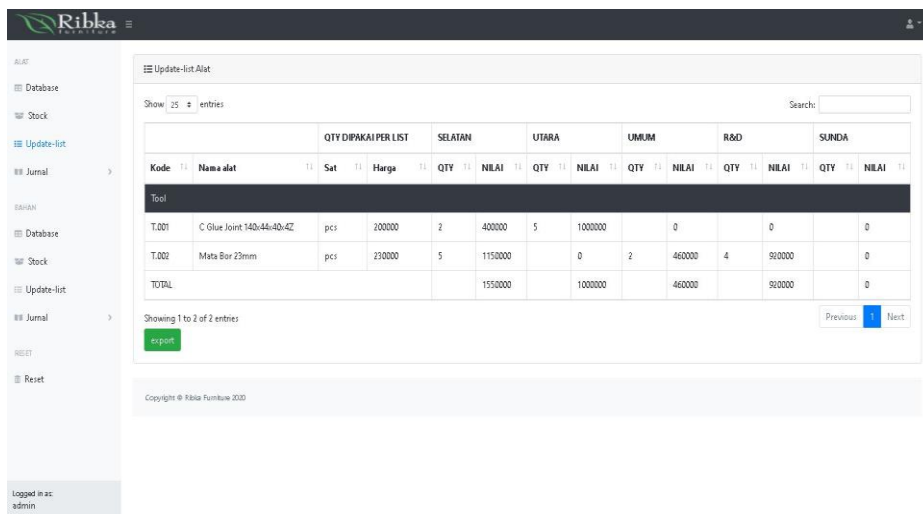 Ribka
furniture
ALAT
Database
Stock
Update-list
Jurnal
BAHAN
Database
Stock
Update-list
Jurnal
RESET
Reset
Logged in as:
admin
Update-list Alat
Show 25 entries
Search:
QTY DIPAKAI PER LIST SELATAN UTARA UMUM R&D SUNDA
Kode Nama alat Sat Harga QTY NILAI QTY NILAI QTY NILAI QTY NILAI QTY NILAI
Tool
T.001 C Glue Joint 140x44x40x4Z pcs 200000 2 400000 5 1000000 0 0 0
T.002 Mata Bor 23mm pcs 230000 5 1150000 0 2 460000 4 920000 0
TOTAL 1550000 1000000 460000 920000 0
Showing 1 to 2 of 2 entries
Previous 1 Next
export
Copyright © Ribka Furniture 2020